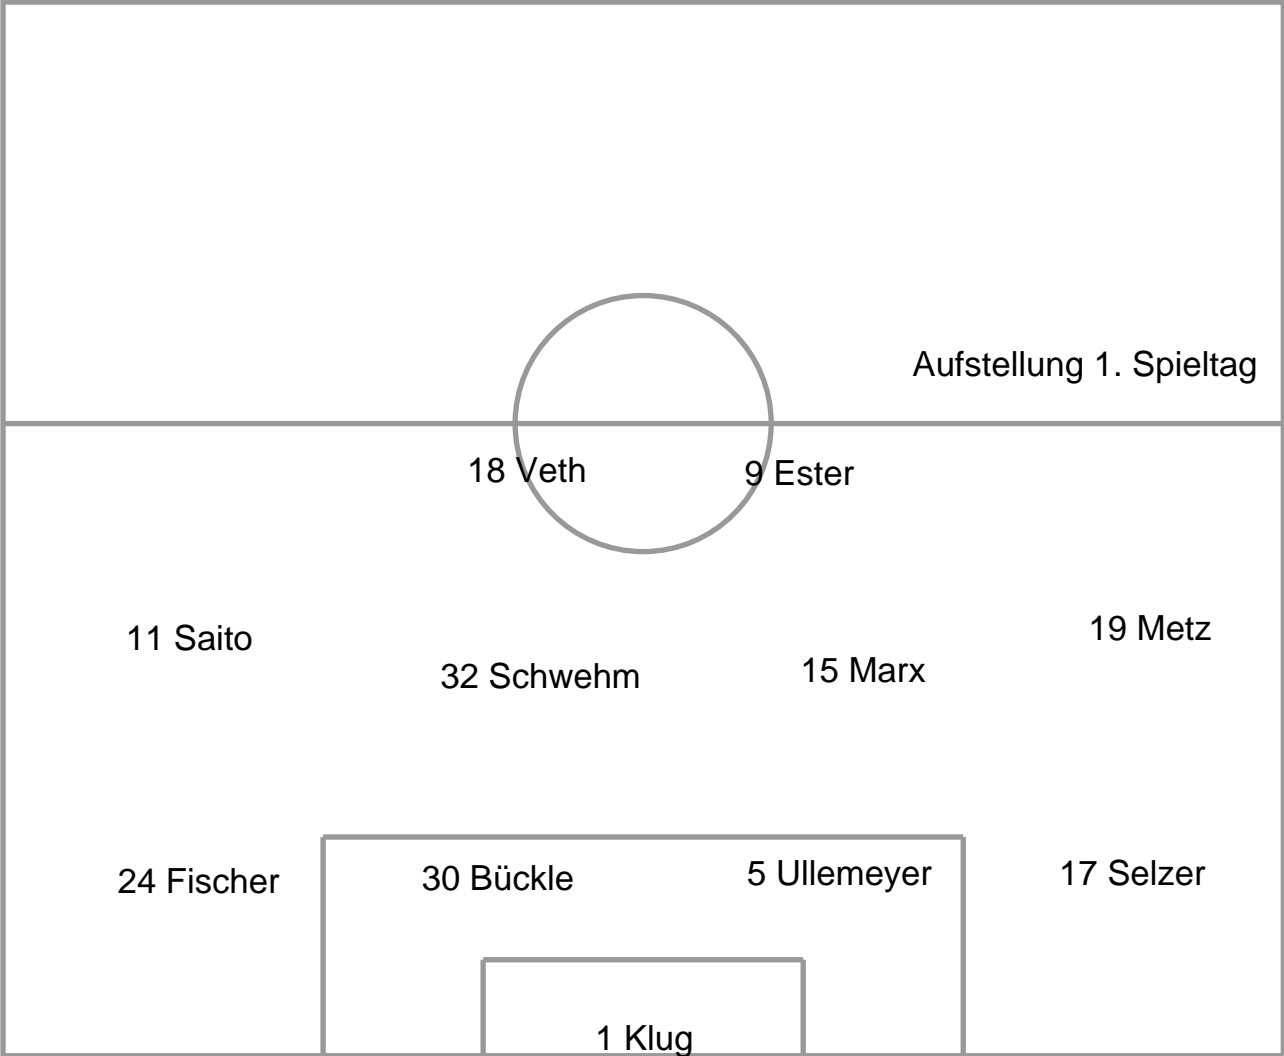 Aufstellung 1. Spieltag
18 Veth
9 Ester
11 Saito
19 Metz
32 Schwehm
15 Marx
24 Fischer
30 Bückle
5 Ullemeyer
17 Selzer
1 Klug